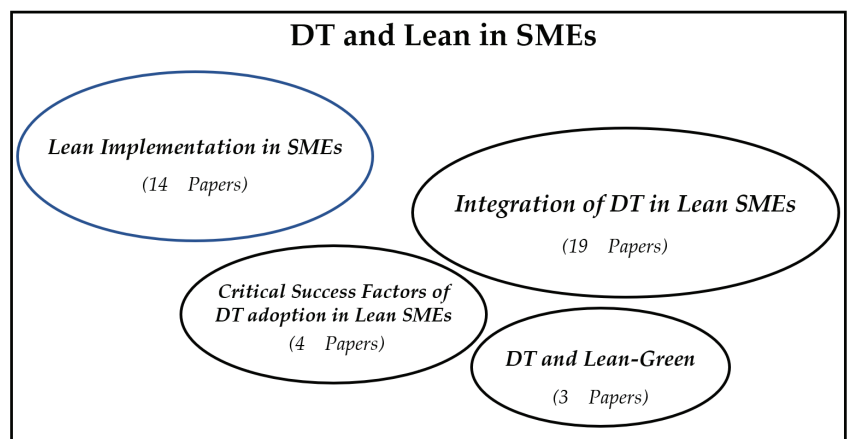 DT and Lean in SMEs
Lean Implementation in SMEs
(14 Papers)
Integration of DT in Lean SMEs
(19 Papers)
Critical Success Factors of
DT adoption in Lean SMEs
(4 Papers)
DT and Lean-Green
(3 Papers)